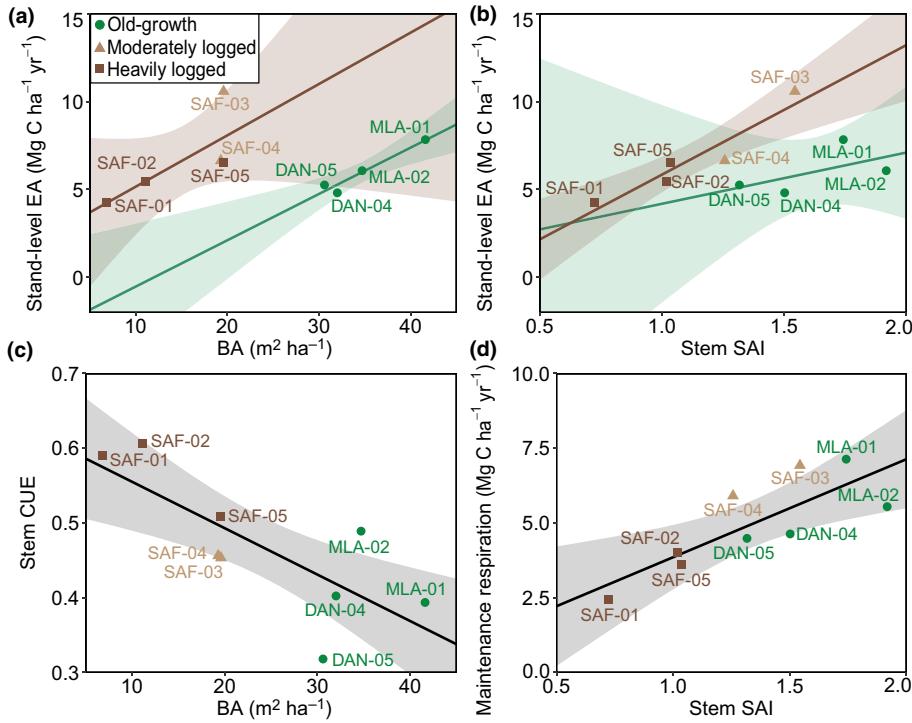 (a)
Old-growth
Moderately logged
Heavily logged
15
10
5
0
Stand-level EA (Mg C ha⁻¹ yr⁻¹)
SAF-03
SAF-02
SAF-04
SAF-05
SAF-01
DAN-05
MLA-01
MLA-02
DAN-04
10 20 30 40
BA (m² ha⁻¹)
(b)
15
10
5
0
Stand-level EA (Mg C ha⁻¹ yr⁻¹)
SAF-03
SAF-05
SAF-04
SAF-01
SAF-02
MLA-01
DAN-05
MLA-02
DAN-04
0.5 1.0 1.5 2.0
Stem SAI
(c)
0.7
0.6
0.5
0.4
0.3
Stem CUE
SAF-02
SAF-01
SAF-05
SAF-04
SAF-03
MLA-02
MLA-01
DAN-04
DAN-05
10 20 30 40
BA (m² ha⁻¹)
(d)
10.0
7.5
5.0
2.5
0.0
Maintenance respiration (Mg C ha⁻¹ yr⁻¹)
MLA-01
SAF-03
SAF-04
MLA-02
SAF-02
DAN-04
DAN-05
SAF-05
SAF-01
0.5 1.0 1.5 2.0
Stem SAI